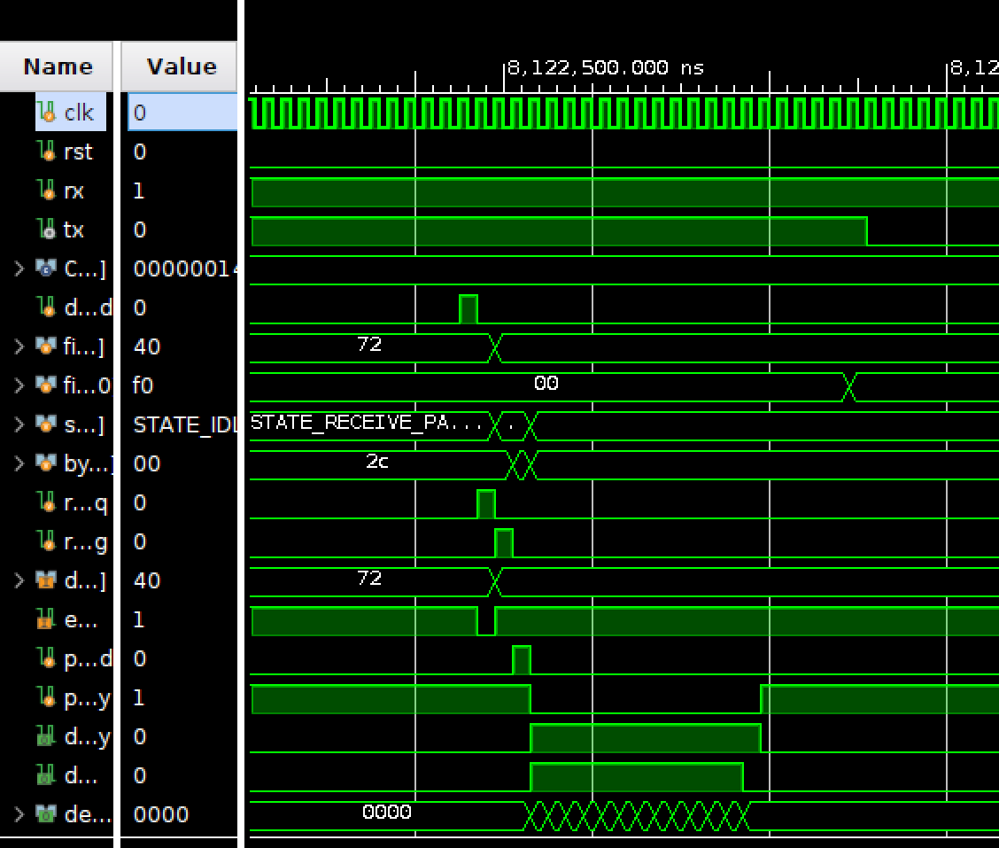 Name Value 8,122,500.000 ns 8,12
clk 0
rst 0
rx 1
tx 0
C...] 00000014
d...d 0
fi...] 40 72
fi...0 f0 00
s...] STATE_IDL STATE_RECEIVE_PA... .
by...] 00 2c
r...q 0
r...g 0
d...] 40 72
e... 1
p...d 0
p...y 1
d...y 0
d... 0
de... 0000 0000